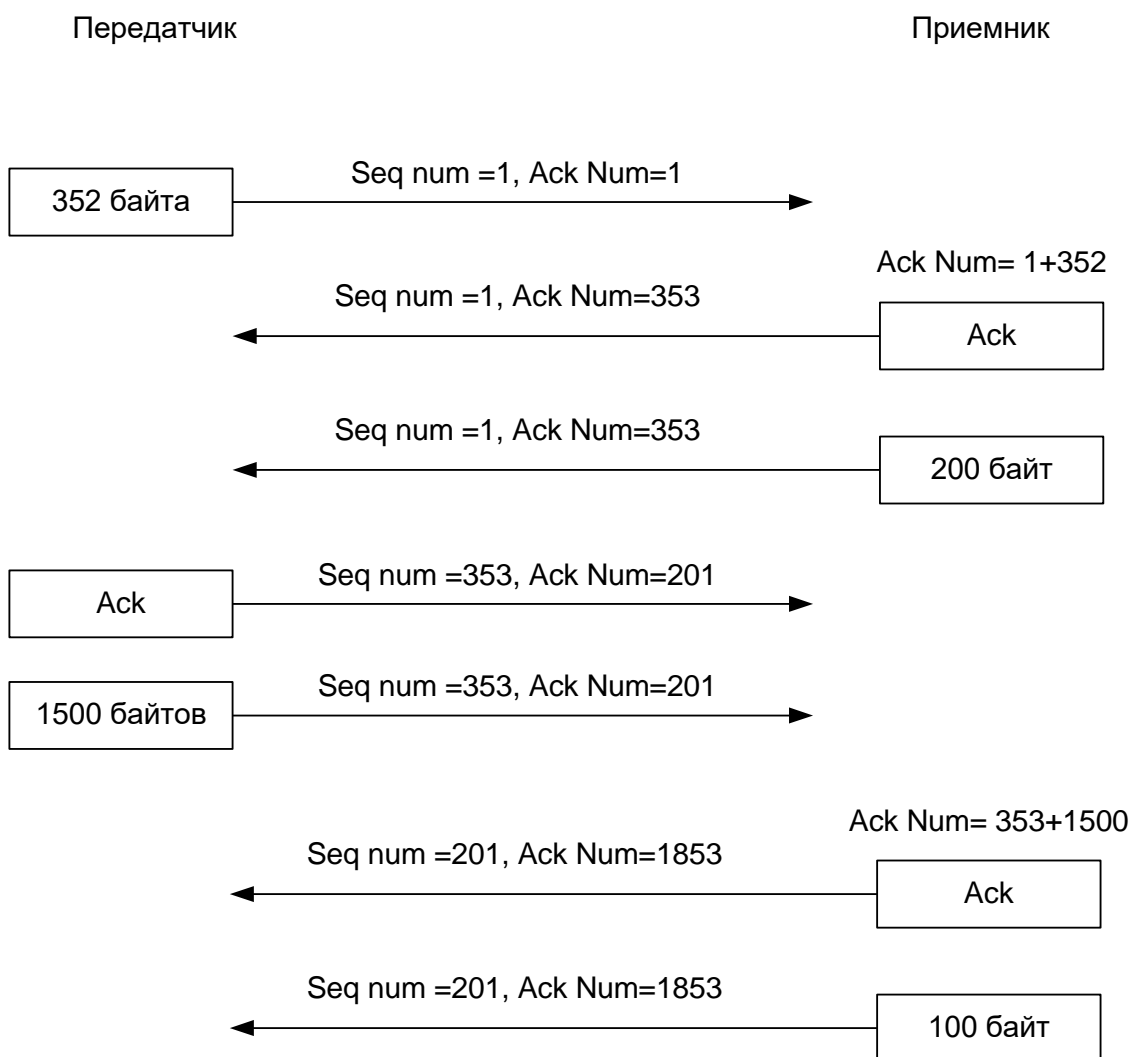 Передатчик
Приемник
Seq num =1, Ack Num=1
352 байта
Ack Num= 1+352
Seq num =1, Ack Num=353
Ack
Seq num =1, Ack Num=353
200 байт
Seq num =353, Ack Num=201
Ack
Seq num =353, Ack Num=201
1500 байтов
Ack Num= 353+1500
Seq num =201, Ack Num=1853
Ack
Seq num =201, Ack Num=1853
100 байт